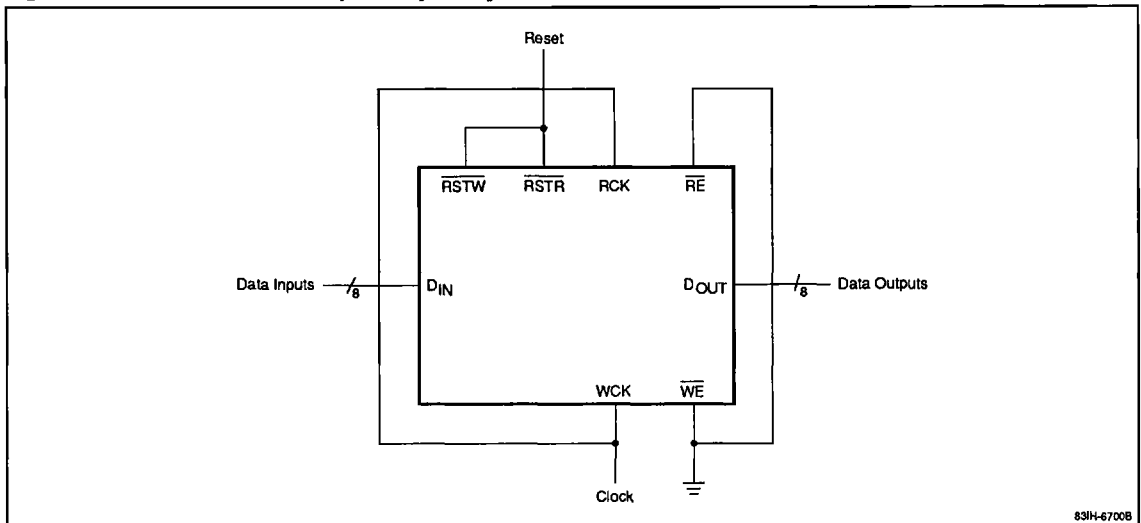 Reset
RSTW RSTR RCK RE
Data Inputs 8 DIN DOUT 8 Data Outputs
WCK WE
Clock
83IH-6700B